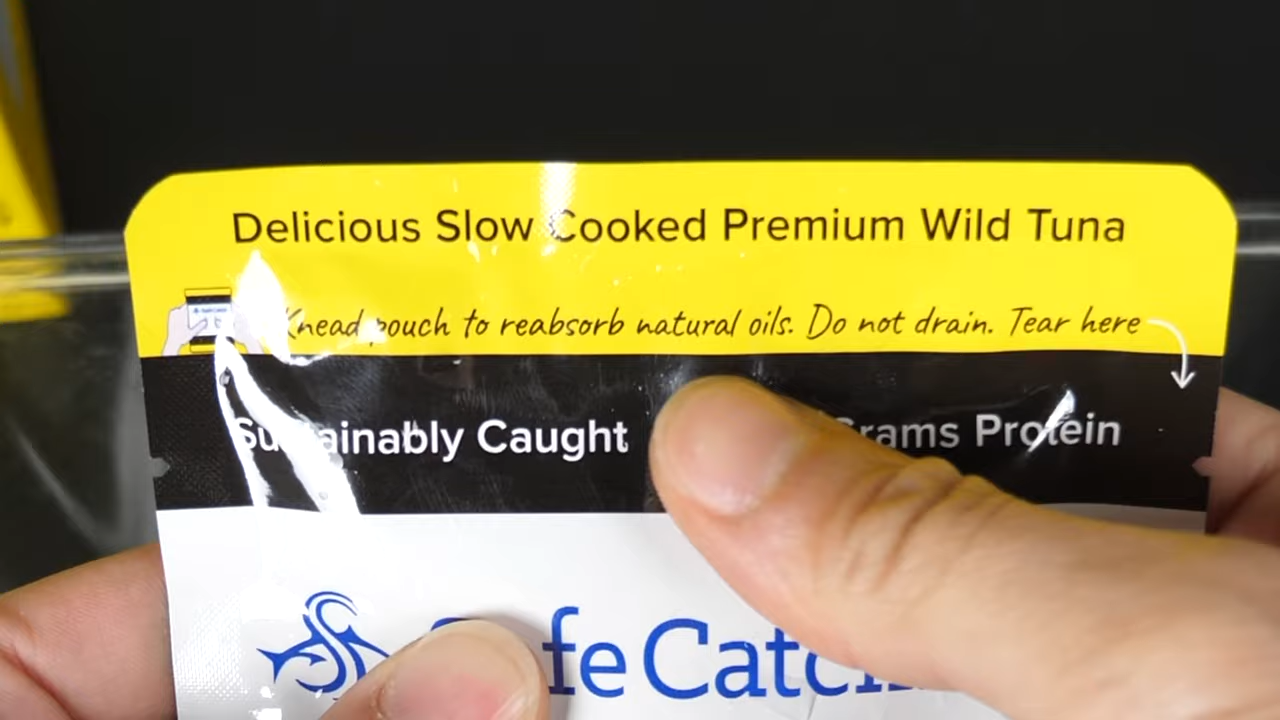 Delicious Slow Cooked Premium Wild Tuna
Knead pouch to reabsorb natural oils. Do not drain. Tear here
Sustainably Caught Grams Protein
Safe Catch